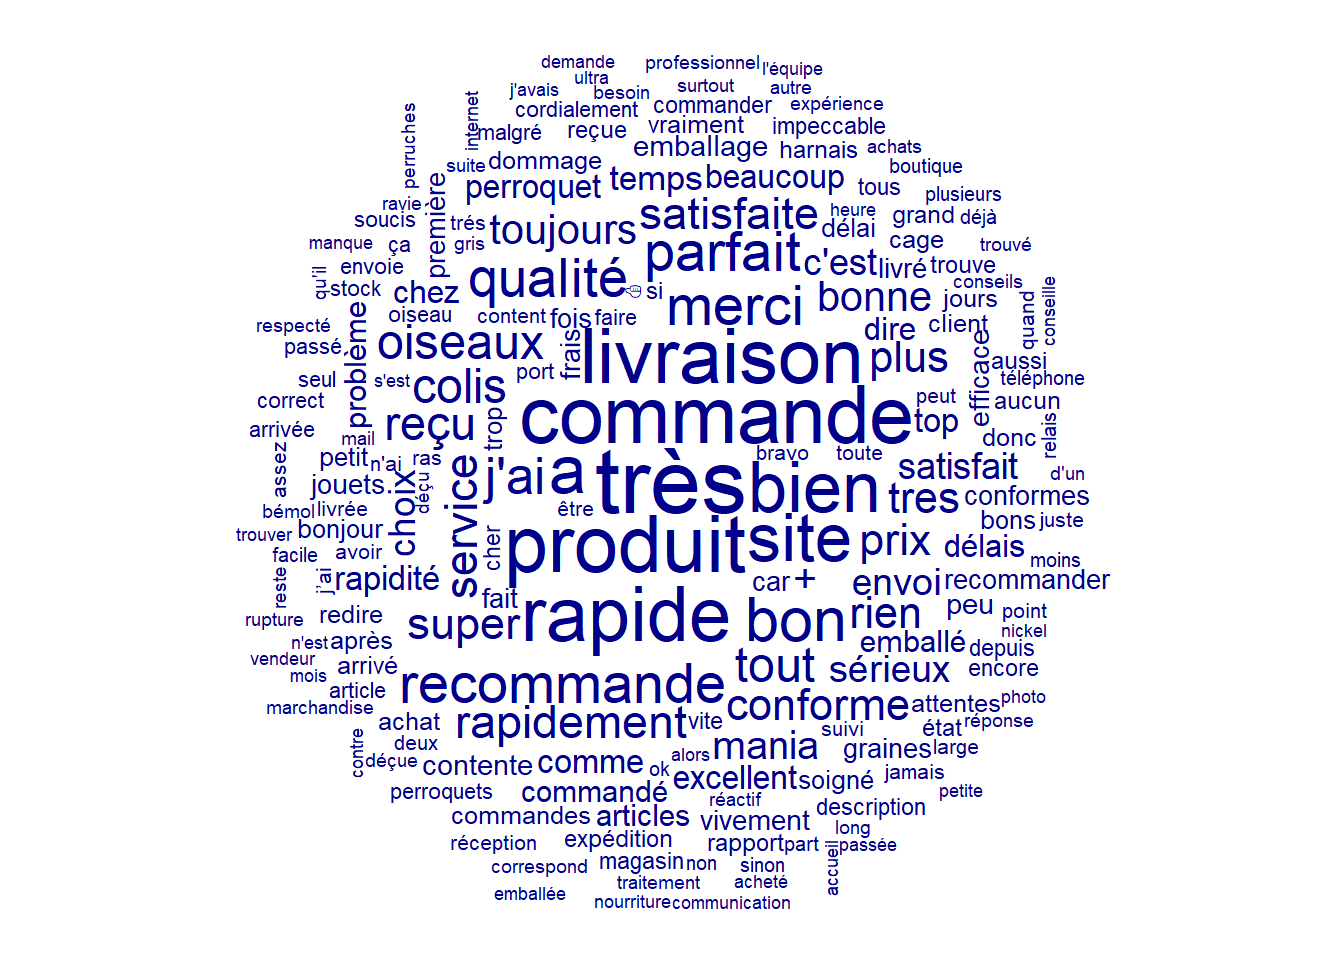 demande professionnel l'équipe
ultra surtout autre
j'avais besoin
cordialement commander expérience
perruches internet malgré reçue vraiment impeccable
emballage harnais achats
suite dommage boutique
première perroquet temps beaucoup tous plusieurs
ravie satisfaite heure
soucis trés toujours délai grand déjà
manque ça gris parfait cage trouvé
qu'il envoie c'est livré trouve
stock chez qualité si merci bonne jours conseils
oiseau content fois faire dire client quand conseille
respecté
passé oiseaux frais livraison plus efficace aussi
problème
seul s'est colis port téléphone
correct commande peut aucun
arrivée reçu trop top donc relais
mail bravo toute
assez petit n'ai ras j'ai a très bien satisfait d'un
jouets. déçu tres conformes
bémol livrée choix service être bons juste
trouver bonjour cher produit site prix délais
facile avoir moins
reste j'ai rapidité car + envoi recommander
fait rapide bon rien peu point
rupture redire super nickel
n'est après emballé depuis
vendeur arrivé tout sérieux encore
mois
article recommande conforme attentes photo
marchandise
achat rapidement vite suivi état réponse
contre deux mania graines large
déçue contente comme ok alors excellent soigné jamais
perroquets commandé réactif petite
commandes articles vivement description
long
réception expédition rapport part passée
correspond magasin non sinon accueil
traitement acheté
emballée
nourriture communication